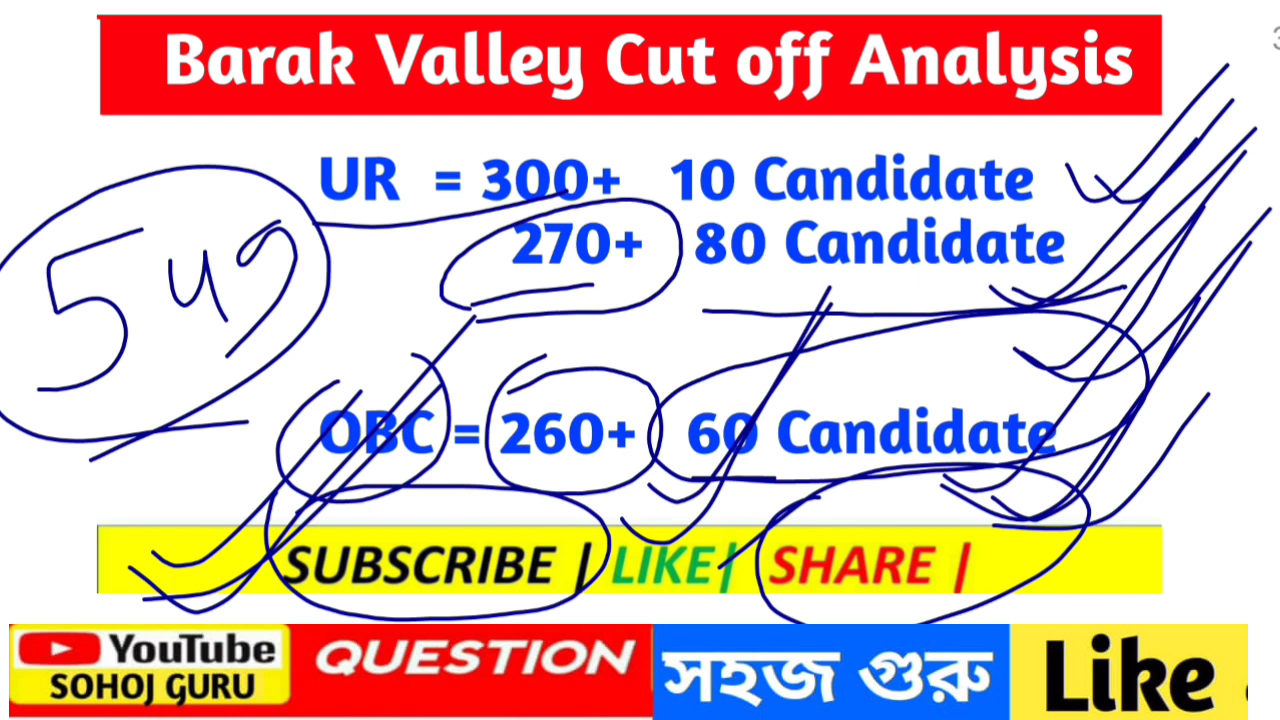 Barak Valley Cut off Analysis
UR = 300+ 10 Candidate
270+ 80 Candidate
OBC = 260+ 60 Candidate
SUBSCRIBE | LIKE| SHARE |
YouTube
SOHOJ GURU
QUESTION
সহজ গুরু
Like